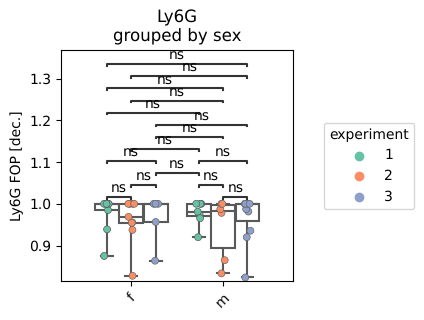 Ly6G
grouped by sex
ns
ns
ns
ns
ns
ns
ns
ns
ns ns
ns
ns ns
ns ns
1.3
1.2
1.1
1.0
0.9
Ly6G FOP [dec.]
f m
experiment
1
2
3